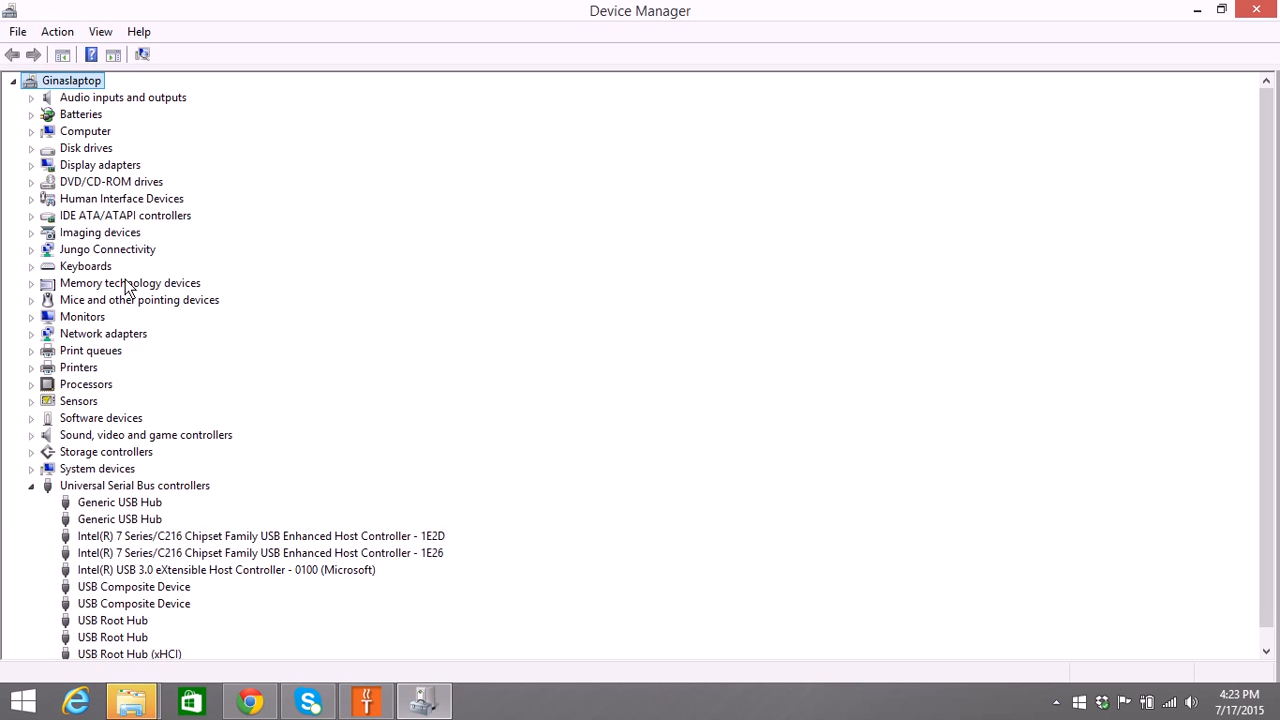 Device Manager
File Action View Help
Ginaslaptop
Audio inputs and outputs
Batteries
Computer
Disk drives
Display adapters
DVD/CD-ROM drives
Human Interface Devices
IDE ATA/ATAPI controllers
Imaging devices
Jungo Connectivity
Keyboards
Memory technology devices
Mice and other pointing devices
Monitors
Network adapters
Print queues
Printers
Processors
Sensors
Software devices
Sound, video and game controllers
Storage controllers
System devices
Universal Serial Bus controllers
Generic USB Hub
Generic USB Hub
Intel(R) 7 Series/C216 Chipset Family USB Enhanced Host Controller - 1E2D
Intel(R) 7 Series/C216 Chipset Family USB Enhanced Host Controller - 1E26
Intel(R) USB 3.0 eXtensible Host Controller - 0100 (Microsoft)
USB Composite Device
USB Composite Device
USB Root Hub
USB Root Hub
USB Root Hub (xHCI)
4:23 PM
7/17/2015